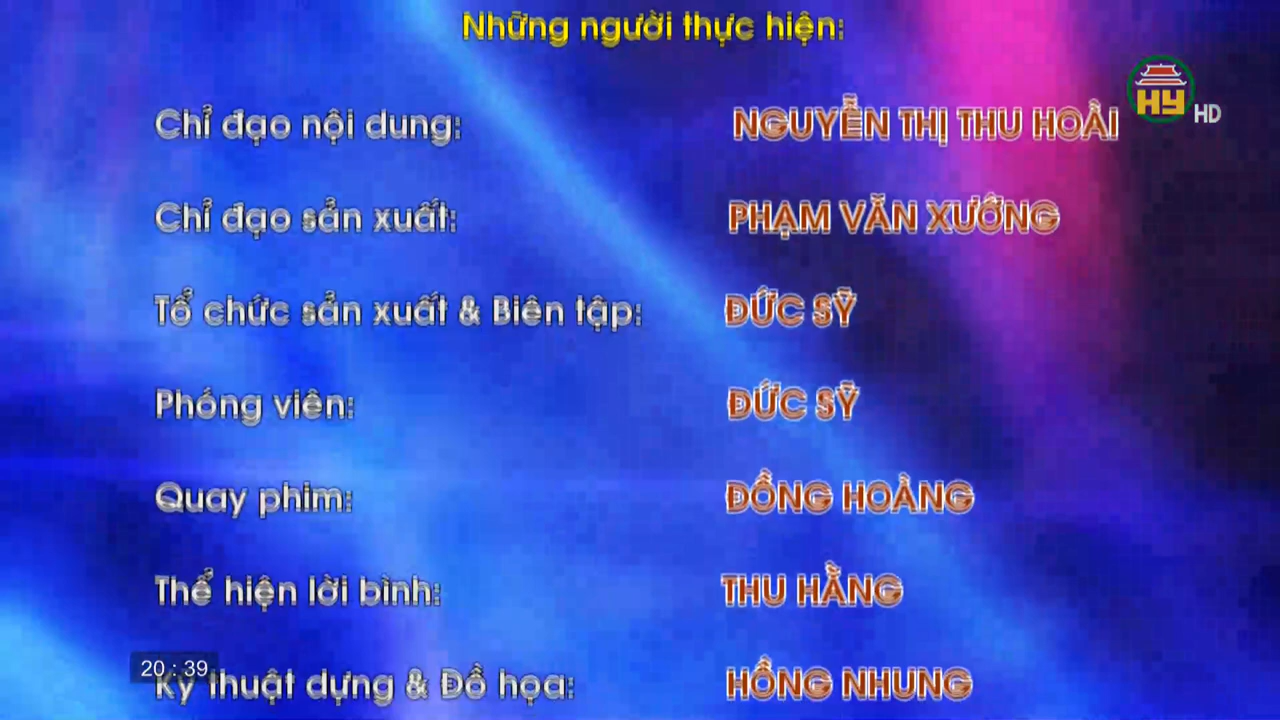 Những người thực hiện:
HY HD
Chỉ đạo nội dung: NGUYỄN THỊ THU HOÀI
Chỉ đạo sản xuất: PHẠM VĂN XƯỚNG
Tổ chức sản xuất & Biên tập: ĐỨC SỸ
Phóng viên: ĐỨC SỸ
Quay phim: ĐỒNG HOÀNG
Thể hiện lời bình: THU HẰNG
20 : 39
Kỹ thuật dựng & Đồ họa: HỒNG NHUNG